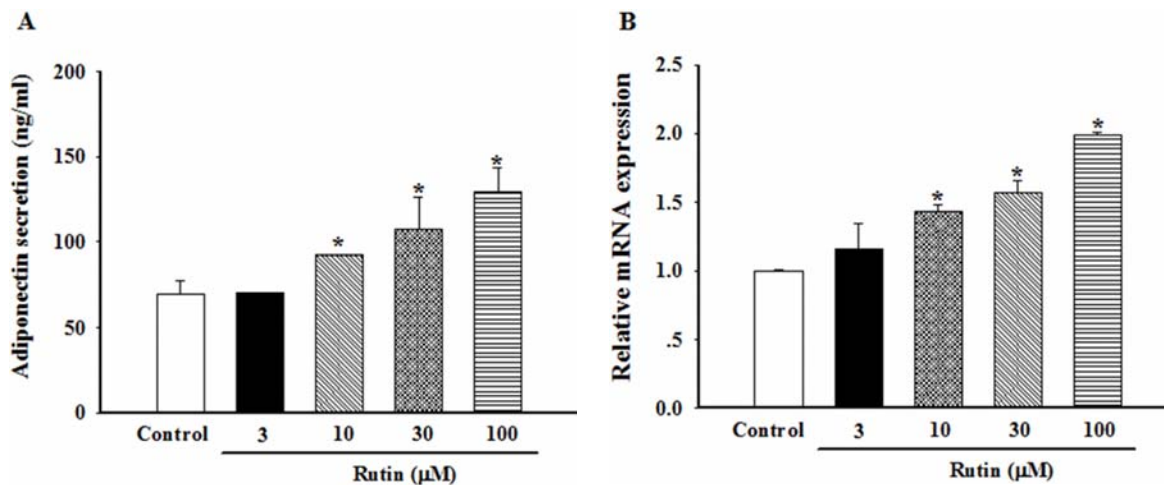 A
Adiponectin secretion (ng/ml)
200
150
100
50
0
*
*
*
Control 3 10 30 100
Rutin (μM)
B
Relative mRNA expression
2.5
2.0
1.5
1.0
.5
0.0
*
*
*
Control 3 10 30 100
Rutin (μM)